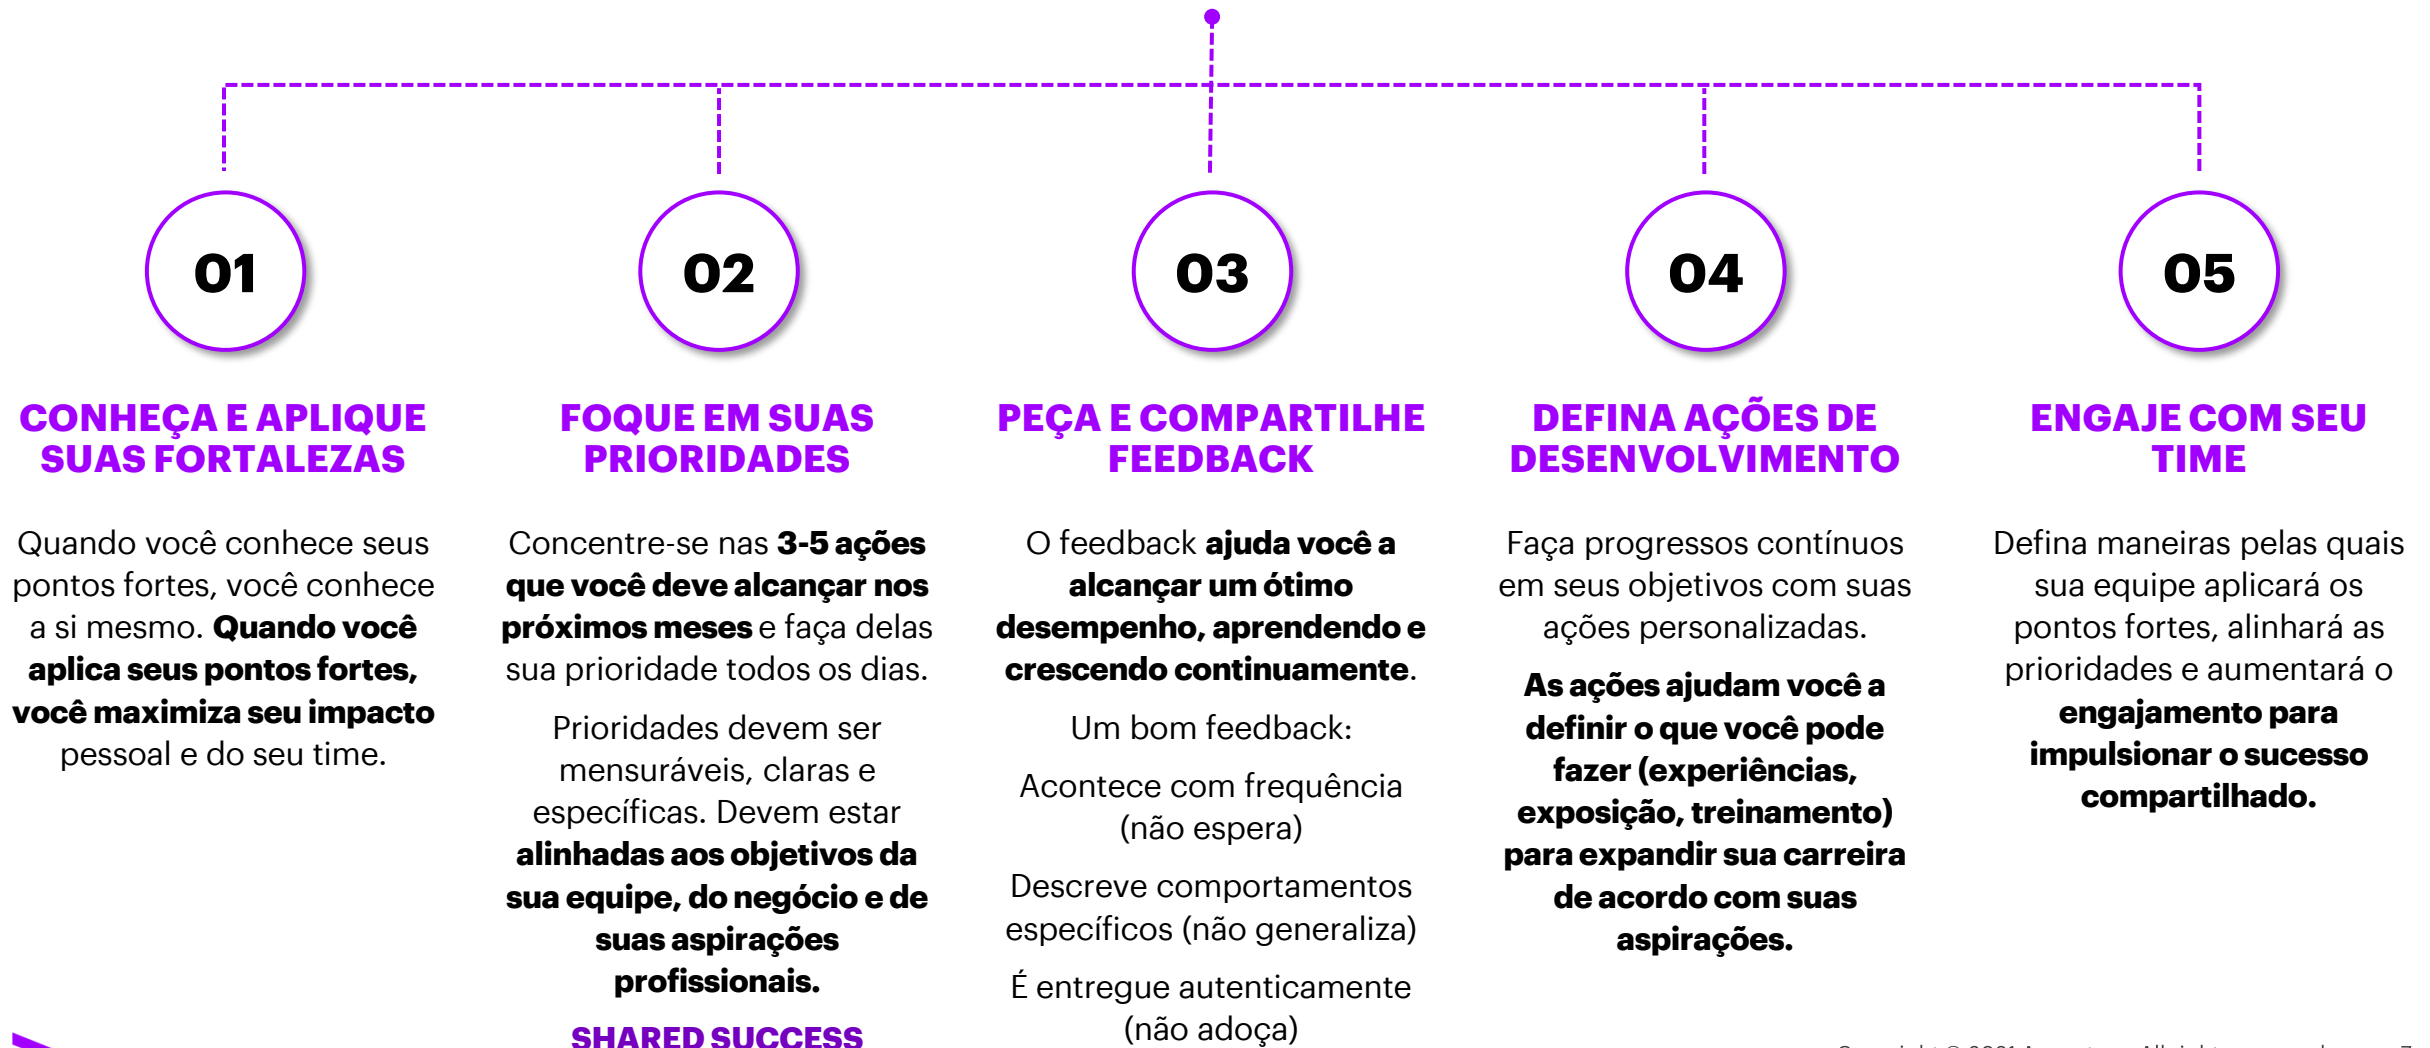 01
CONHEÇA E APLIQUE
SUAS FORTALEZAS
Quando você conhece seus
pontos fortes, você conhece
a si mesmo. Quando você
aplica seus pontos fortes,
você maximiza seu impacto
pessoal e do seu time.
02
FOQUE EM SUAS
PRIORIDADES
Concentre-se nas 3-5 ações
que você deve alcançar nos
próximos meses e faça delas
sua prioridade todos os dias.
Prioridades devem ser
mensuráveis, claras e
específicas. Devem estar
alinhadas aos objetivos da
sua equipe, do negócio e de
suas aspirações
profissionais.
SHARED SUCCESS
03
PEÇA E COMPARTILHE
FEEDBACK
O feedback ajuda você a
alcançar um ótimo
desempenho, aprendendo e
crescendo continuamente.
Um bom feedback:
Acontece com frequência
(não espera)
Descreve comportamentos
específicos (não generaliza)
É entregue autenticamente
(não adoça)
04
DEFINA AÇÕES DE
DESENVOLVIMENTO
Faça progressos contínuos
em seus objetivos com suas
ações personalizadas.
As ações ajudam você a
definir o que você pode
fazer (experiências,
exposição, treinamento)
para expandir sua carreira
de acordo com suas
aspirações.
05
ENGAJE COM SEU
TIME
Defina maneiras pelas quais
sua equipe aplicará os
pontos fortes, alinhará as
prioridades e aumentará o
engajamento para
impulsionar o sucesso
compartilhado.